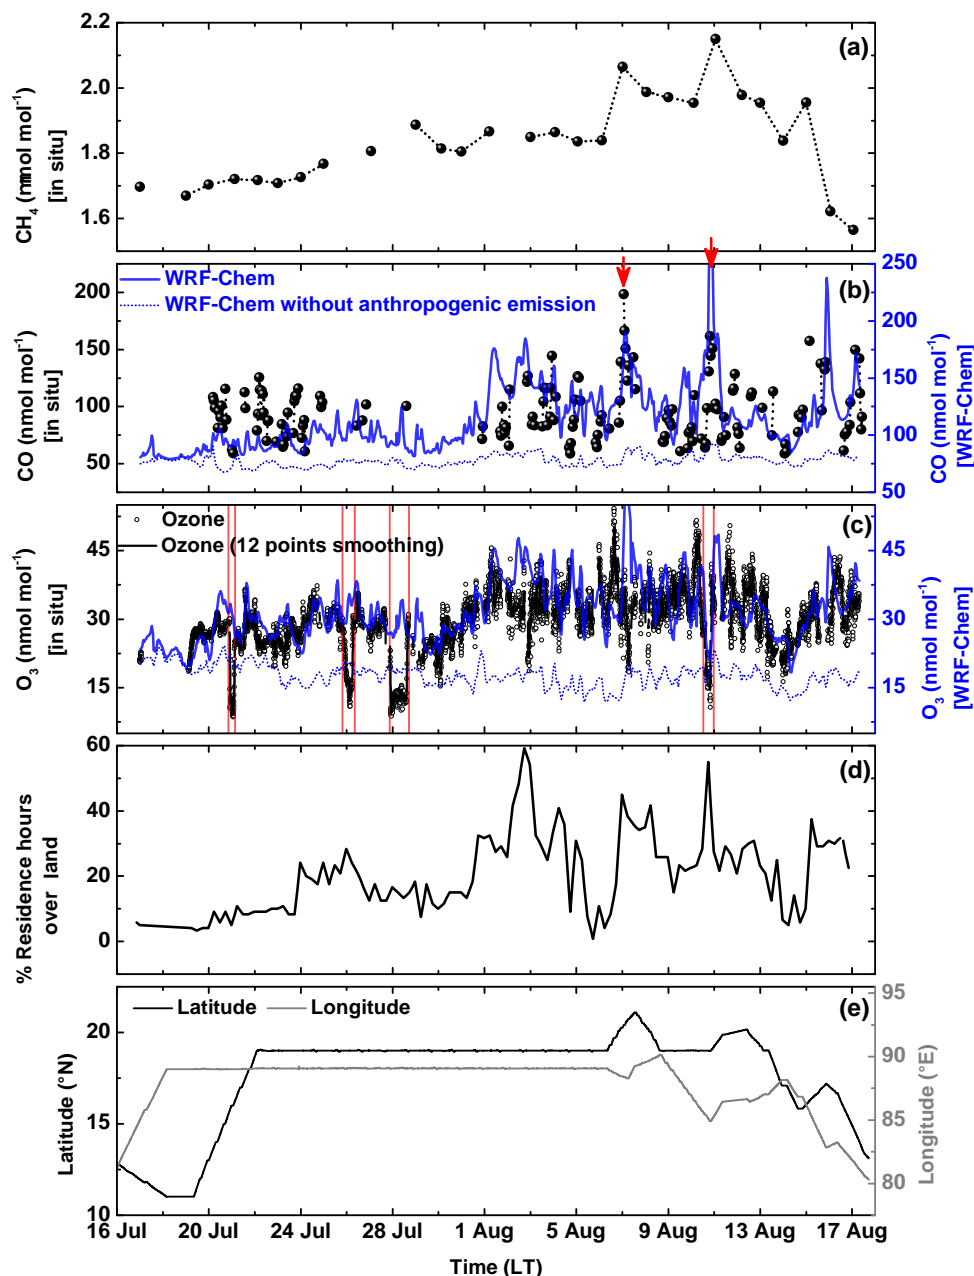 2.2
2.0
1.8
1.6
CH₄ (nmol mol⁻¹)
[in situ]
(a)
200
150
100
50
CO (nmol mol⁻¹)
[in situ]
WRF-Chem
WRF-Chem without anthropogenic emission
(b)
250
200
150
100
50
CO (nmol mol⁻¹)
[WRF-Chem]
45
30
15
O₃ (nmol mol⁻¹)
[in situ]
Ozone
Ozone (12 points smoothing)
(c)
45
30
15
O₃ (nmol mol⁻¹)
[WRF-Chem]
60
40
20
0
% Residence hours
over land
(d)
20
15
10
Latitude (°N)
Latitude
Longitude
(e)
95
90
85
80
Longitude (°E)
16 Jul 20 Jul 24 Jul 28 Jul 1 Aug 5 Aug 9 Aug 13 Aug 17 Aug
Time (LT)